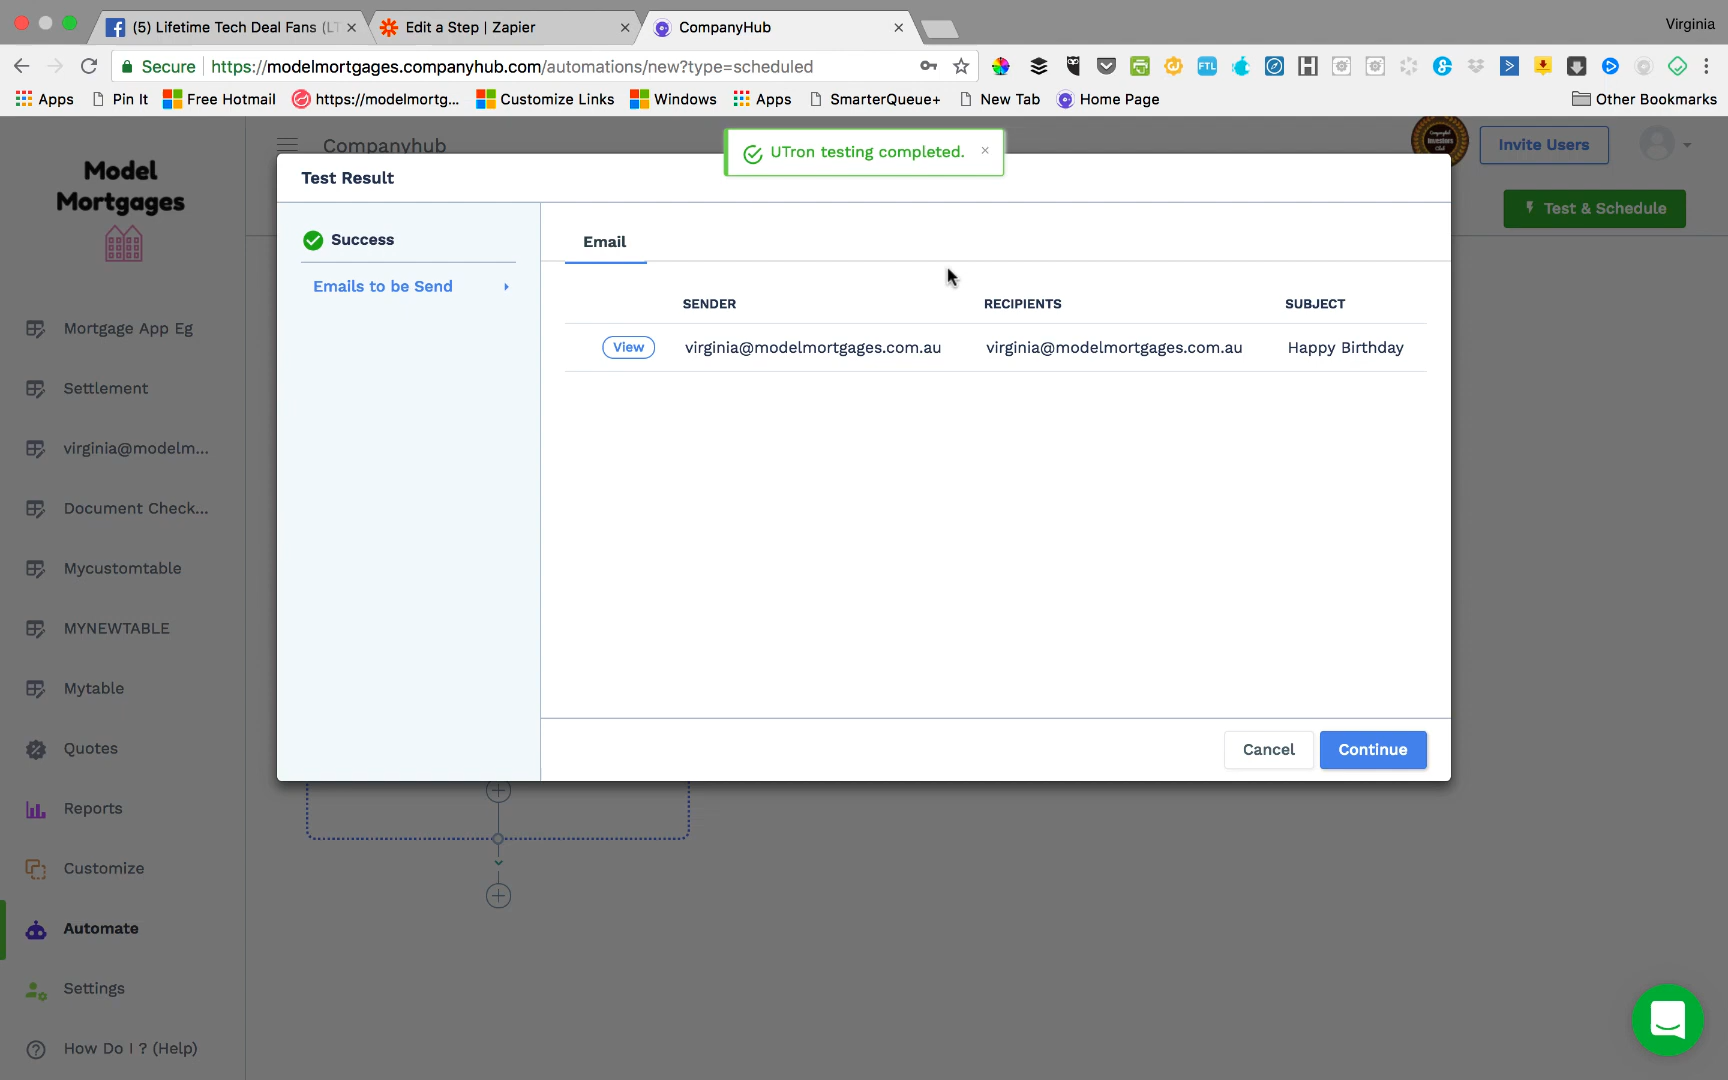 (5) Lifetime Tech Deal Fans (LT
Edit a Step | Zapier
CompanyHub
Virginia
Secure
https://modelmortgages.companyhub.com/automations/new?type=scheduled
FTL
Apps
Pin It
Free Hotmail
https://modelmortg...
Customize Links
Windows
Apps
SmarterQueue+
New Tab
Home Page
Other Bookmarks
Model
Mortgages
Companyhub
UTron testing completed.
Invite Users
Test & Schedule
Test Result
Success
Emails to be Send
Email
SENDER
RECIPIENTS
SUBJECT
View
virginia@modelmortgages.com.au
virginia@modelmortgages.com.au
Happy Birthday
Cancel
Continue
Mortgage App Eg
Settlement
virginia@modelm...
Document Check...
Mycustomtable
MYNEWTABLE
Mytable
Quotes
Reports
Customize
Automate
Settings
How Do I ? (Help)